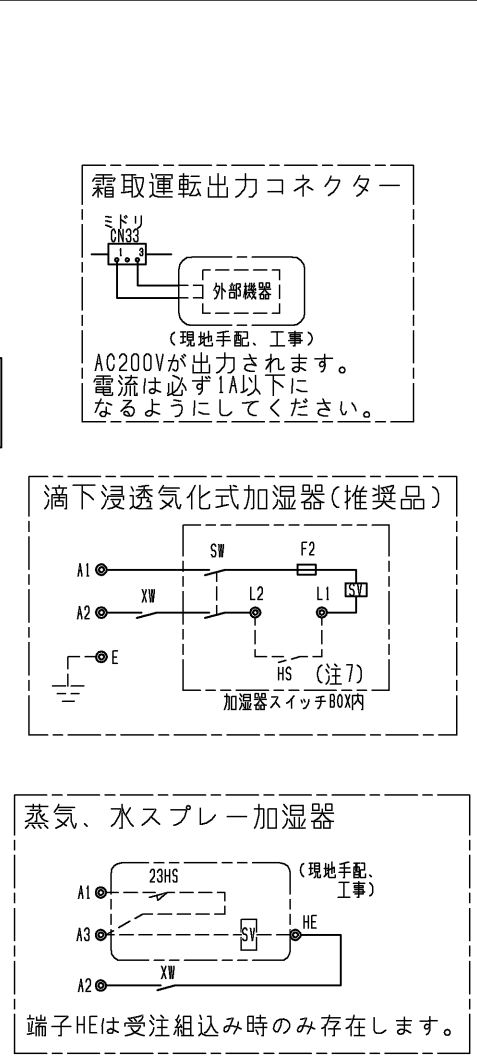 霜取運転出力コネクター
ミドリ
CN33
1 3
外部機器
(現地手配、工事)
AC200Vが出力されます。
電流は必ず1A以下に
なるようにしてください。
滴下浸透気化式加湿器(推奨品)
SW F2
A1 SV
XW L2 L1
A2
E
HS (注7)
加湿器スイッチBOX内
蒸気、水スプレー加湿器
23HS (現地手配、
工事)
A1
HE
A3 SV
XW
A2
端子HEは受注組込み時のみ存在します。